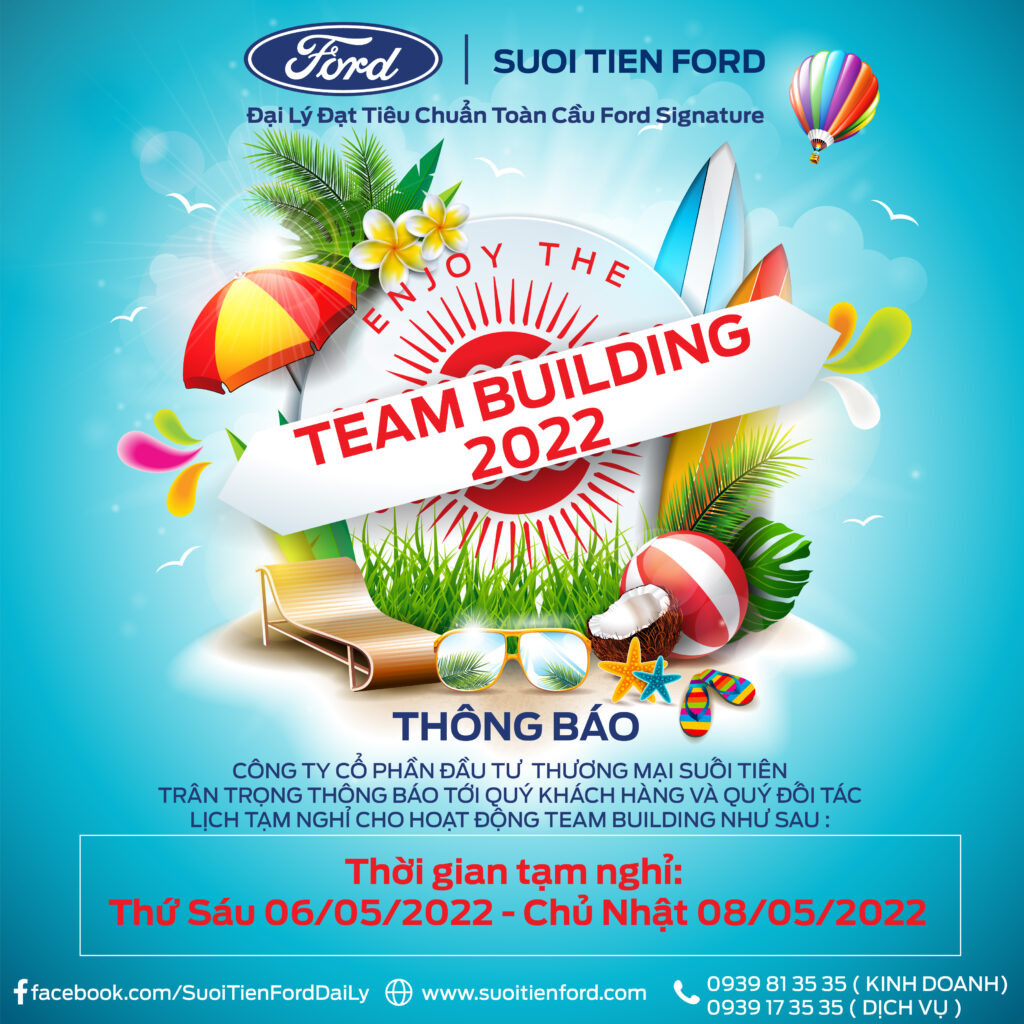 Ford | SUOI TIEN FORD
Đại Lý Đạt Tiêu Chuẩn Toàn Cầu Ford Signature
ENJOY THE
TEAM BUILDING
2022
THÔNG BÁO
CÔNG TY CỔ PHẦN ĐẦU TƯ THƯƠNG MẠI SUỐI TIÊN
TRÂN TRỌNG THÔNG BÁO TỚI QUÝ KHÁCH HÀNG VÀ QUÝ ĐỐI TÁC
LỊCH TẠM NGHỈ CHO HOẠT ĐỘNG TEAM BUILDING NHƯ SAU :
Thời gian tạm nghỉ:
Thứ Sáu 06/05/2022 - Chủ Nhật 08/05/2022
facebook.com/SuoiTienFordDaiLy www.suoitienford.com 0939 81 35 35 ( KINH DOANH)
0939 17 35 35 ( DỊCH VỤ )